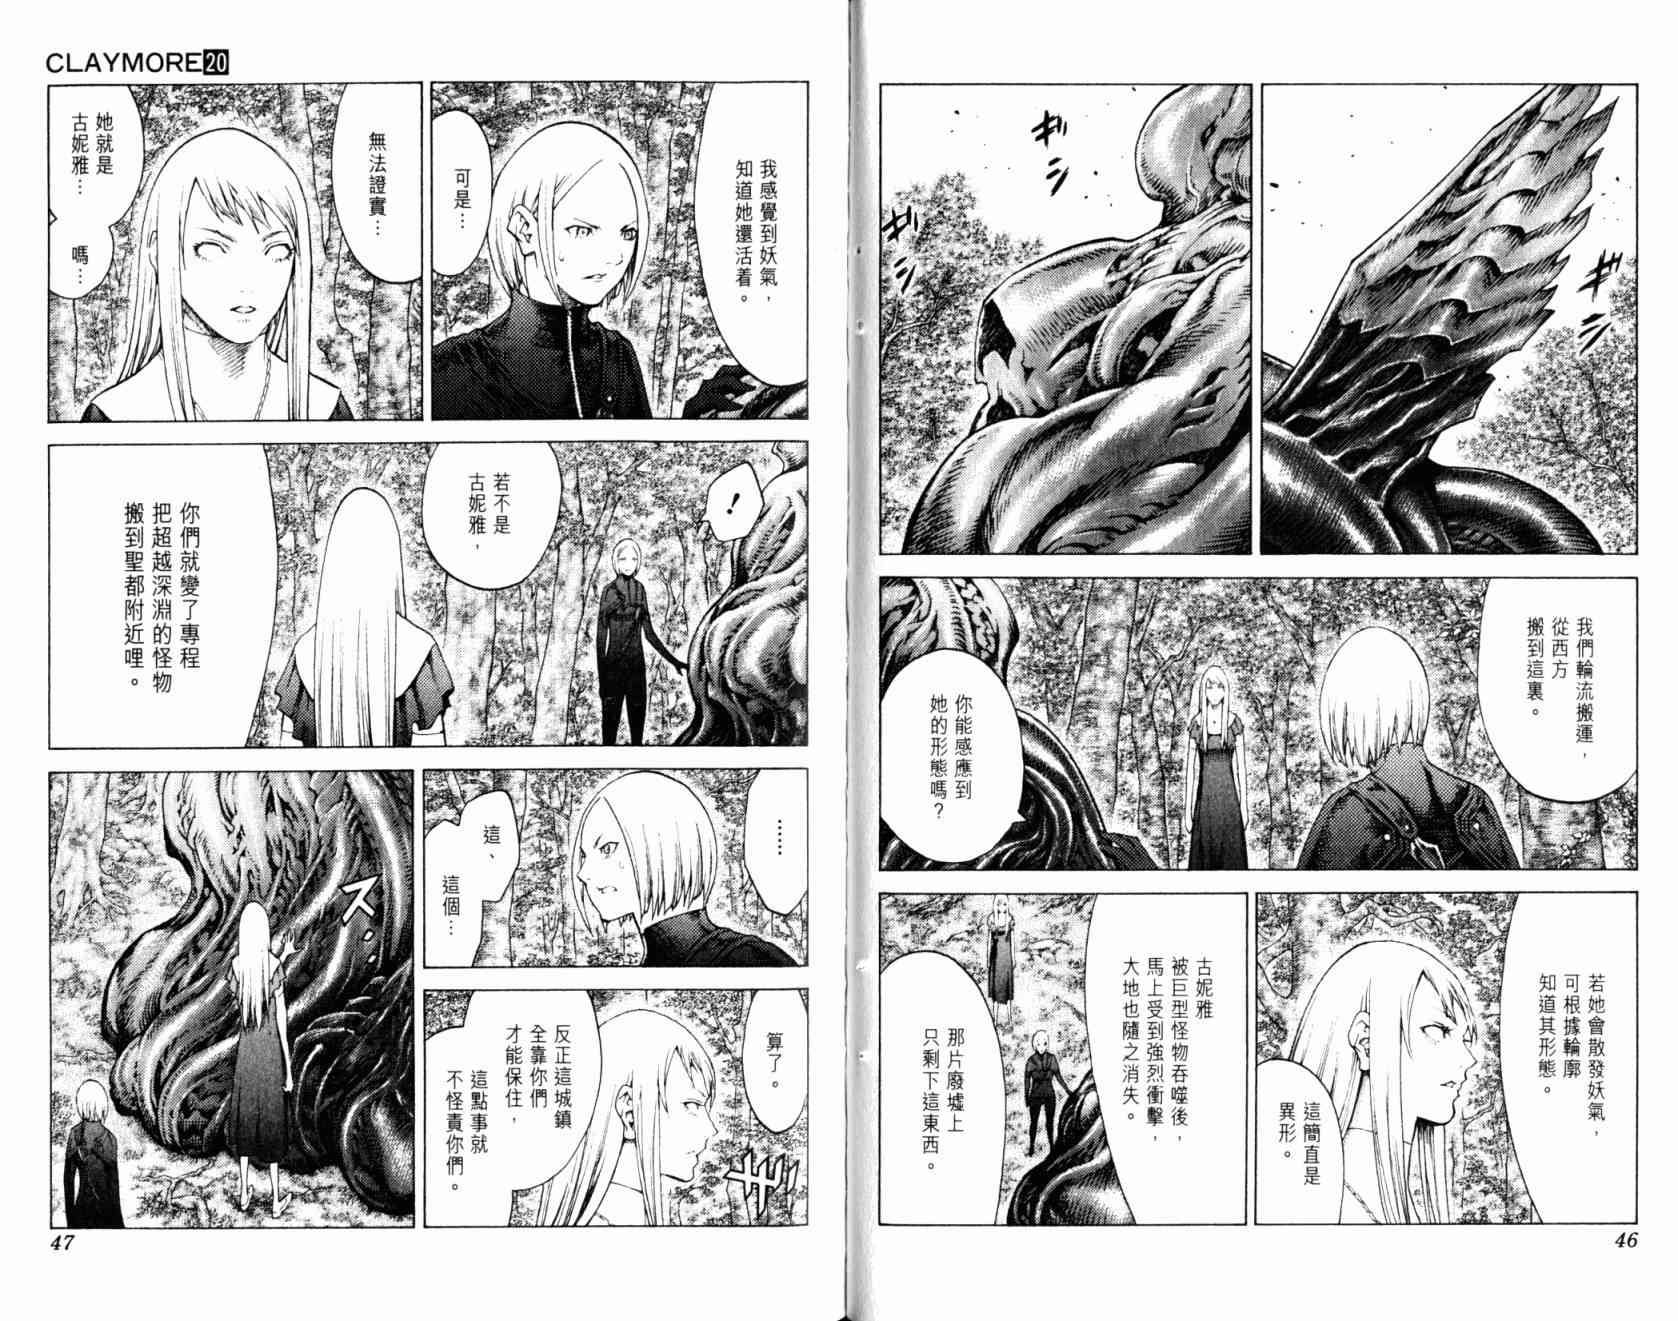 CLAYMORE 20
ギシ
ギシ
ギシ
我們輪流搬運，
從西方
搬到這裏。
你能感應到
她的形態嗎？
若她會散發妖氣，
可根據輪廓
知道其形態。
這簡直是
異形。
古妮雅
被巨型怪物吞噬後，
馬上受到強烈衝擊，
大地也隨之消失。
那片廢墟上
只剩下這東西。
46
我感覺到妖氣，
知道她還活着。
可是…
無法證實…
她就是
古妮雅…
嗎…
！
若不是
古妮雅，
你們就變了專程
把超越深淵的怪物
搬到聖都附近哩。
……
這、
這個…
算了。
反正這城鎮
全靠你們
才能保住，
這點事就
不怪責你們。
ス…
47